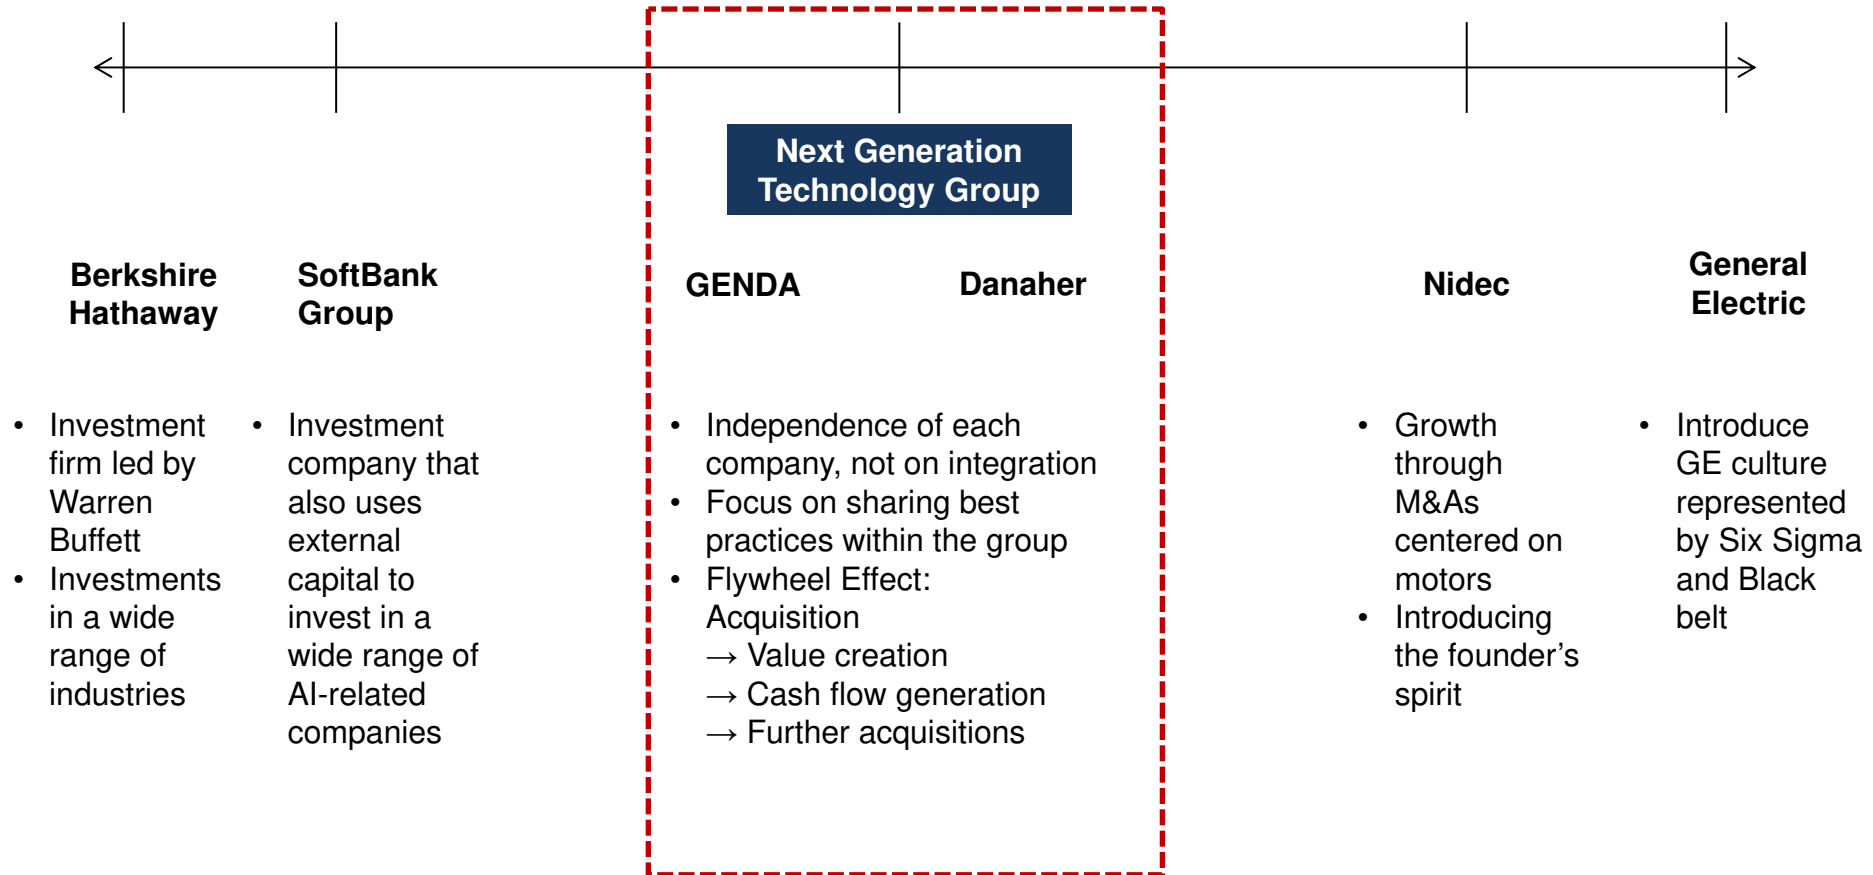 Next Generation
Technology Group
Berkshire
Hathaway
SoftBank
Group
GENDA
Danaher
Nidec
General
Electric
• Investment
firm led by
Warren
Buffett
• Investments
in a wide
range of
industries
• Investment
company that
also uses
external
capital to
invest in a
wide range of
AI-related
companies
• Independence of each
company, not on integration
• Focus on sharing best
practices within the group
• Flywheel Effect:
Acquisition
→ Value creation
→ Cash flow generation
→ Further acquisitions
• Growth
through
M&As
centered on
motors
• Introducing
the founder’s
spirit
• Introduce
GE culture
represented
by Six Sigma
and Black
belt